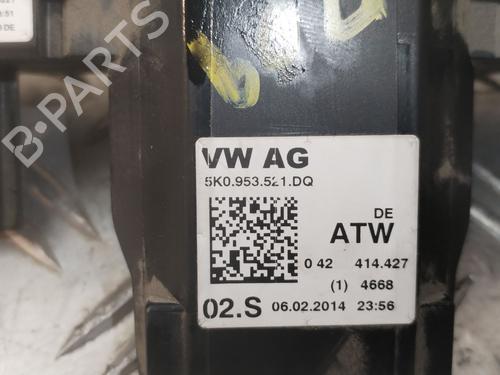 B-PARTS
VW AG
5K0.953.521.DQ
DE
ATW
0 42 414.427
(1) 4668
02.S 06.02.2014 23:56